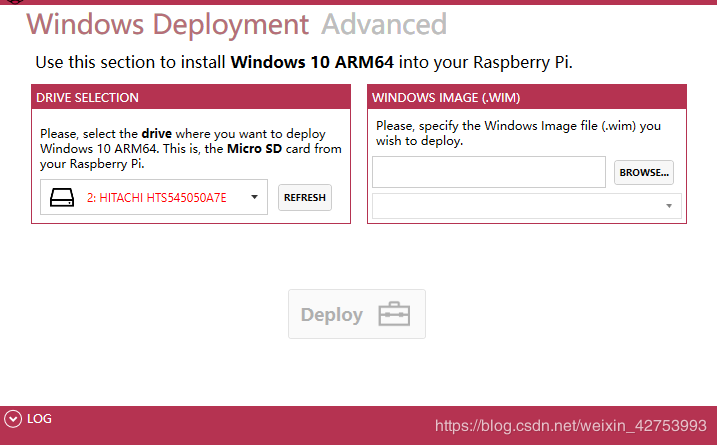 Windows Deployment Advanced
Use this section to install Windows 10 ARM64 into your Raspberry Pi.
DRIVE SELECTION
Please, select the drive where you want to deploy
Windows 10 ARM64. This is, the Micro SD card from
your Raspberry Pi.
2: HITACHI HTS545050A7E
REFRESH
WINDOWS IMAGE (.WIM)
Please, specify the Windows Image file (.wim) you
wish to deploy.
BROWSE...
Deploy
LOG
https://blog.csdn.net/weixin_42753993